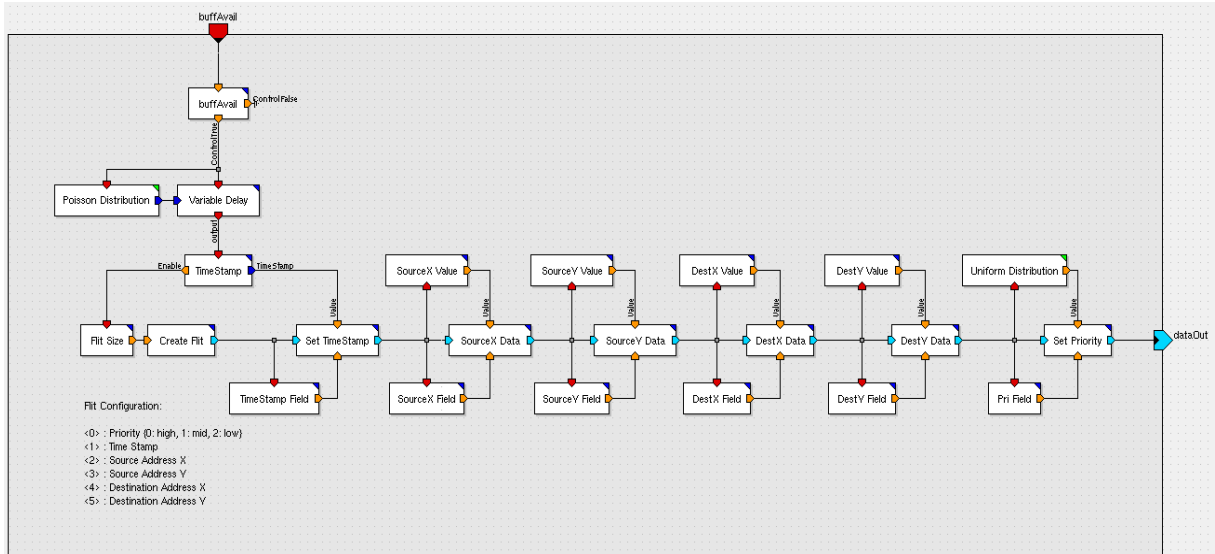 buffAvail
buffAvail
ControlFalse
ControlTrue
Poisson Distribution
Variable Delay
output
Enable
TimeStamp
TimeStamp
SourceX Value
SourceY Value
DestX Value
DestY Value
Uniform Distribution
Value
Value
Value
Value
Value
Value
Flit Size
Create Flit
Set TimeStamp
SourceX Data
SourceY Data
DestX Data
DestY Data
Set Priority
dataOut
TimeStamp Field
SourceX Field
SourceY Field
DestX Field
DestY Field
Pri Field
Flit Configuration:
<0> : Priority {0: high, 1: mid, 2: low}
<1> : Time Stamp
<2> : Source Address X
<3> : Source Address Y
<4> : Destination Address X
<5> : Destination Address Y